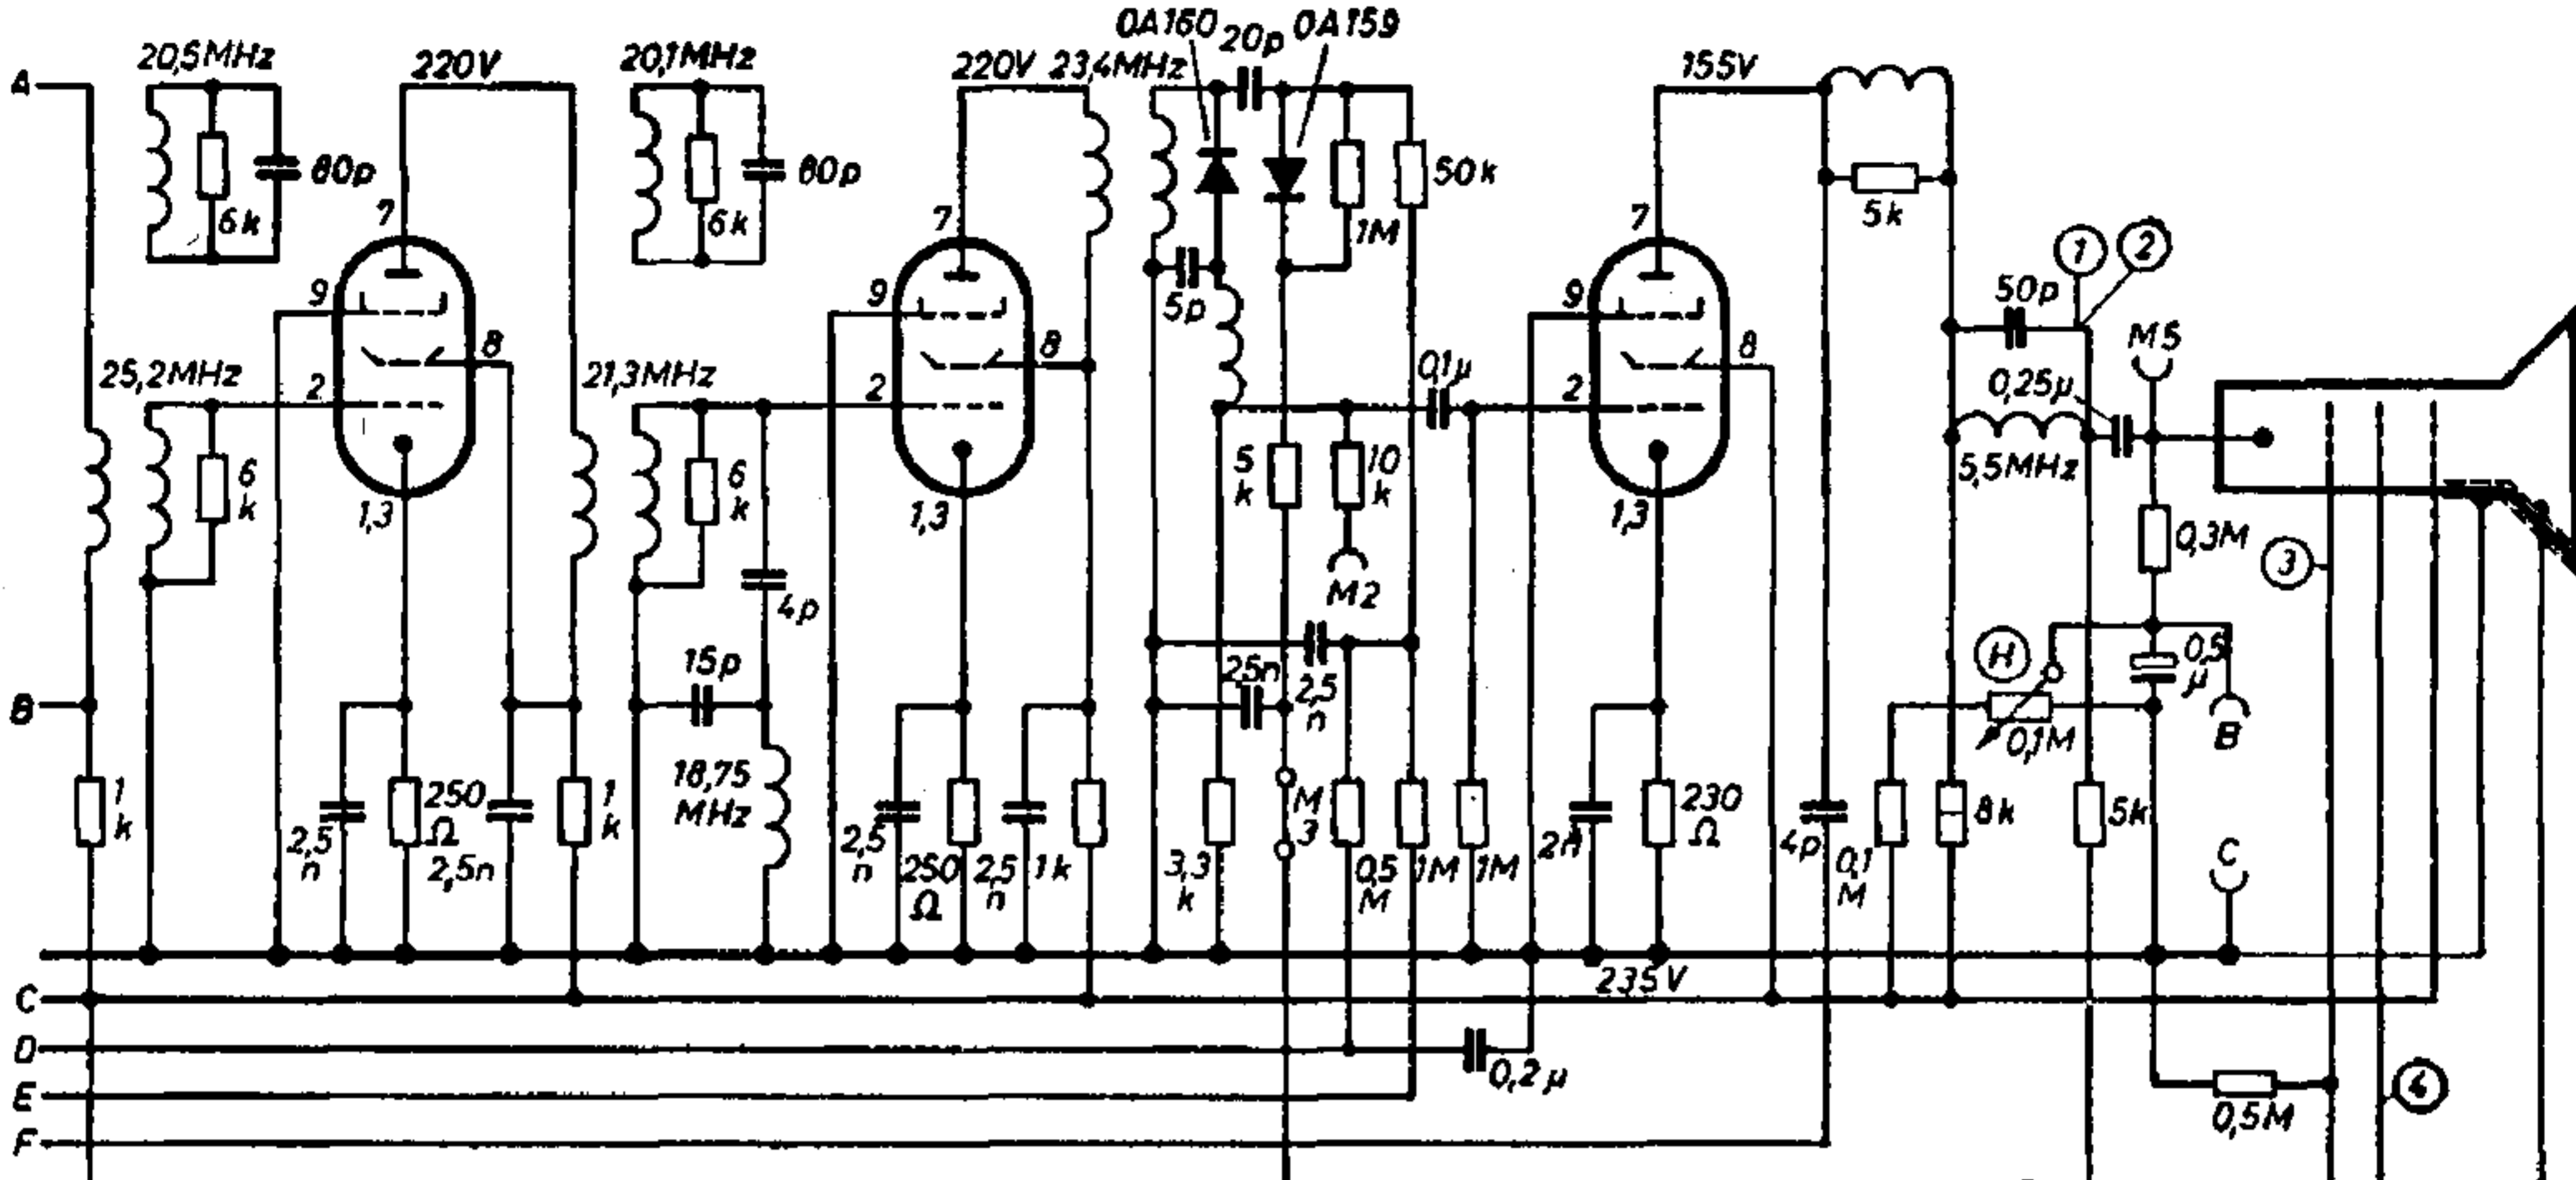 0A160 20p 0A159
20,5MHz 220V 20,1MHz 220V 23,4MHz 155V
A
80p 80p 50k
6k 6k 1M 5k
7 7 7
1 2
9 9 5p 9 50p M5
8 8 0,1µ 8
25,2MHz 2 21,3MHz 2 2 0,25µ
6 k 6 k 5 k 10 k 5,5MHz
1,3 1,3 1,3 0,3M 3
4p M2
15p 25n 2,5 n H 0,5 µ
B 0,1M B
1 k 2,5 n 250 Ω 2,5n 1 k 18,75 MHz 2,5 n 250 Ω 2,5 n 1k 3,3 k M 3 0,5 M 1M 1M 2n 230 Ω 4p 0,1 M 8k 5k C
235V
C
D
0,2µ
E
4
F 0,5M